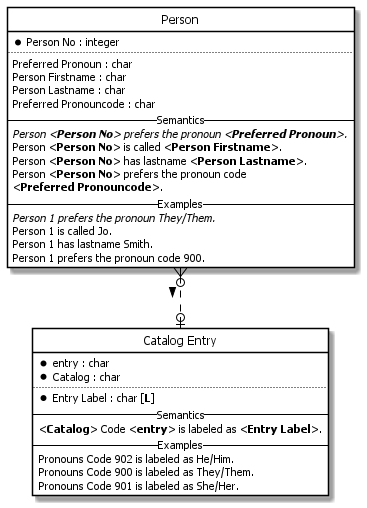 Person
Person No : integer
Preferred Pronoun : char
Person Firstname : char
Person Lastname : char
Preferred Pronouncode : char
Semantics
Person <Person No> prefers the pronoun <Preferred Pronoun>.
Person <Person No> is called <Person Firstname>.
Person <Person No> has lastname <Person Lastname>.
Person <Person No> prefers the pronoun code
<Preferred Pronouncode>.
Examples
Person 1 prefers the pronoun They/Them.
Person 1 is called Jo.
Person 1 has lastname Smith.
Person 1 prefers the pronoun code 900.
Catalog Entry
entry : char
Catalog : char
Entry Label : char [L]
Semantics
<Catalog> Code <entry> is labeled as <Entry Label>.
Examples
Pronouns Code 902 is labeled as He/Him.
Pronouns Code 900 is labeled as They/Them.
Pronouns Code 901 is labeled as She/Her.